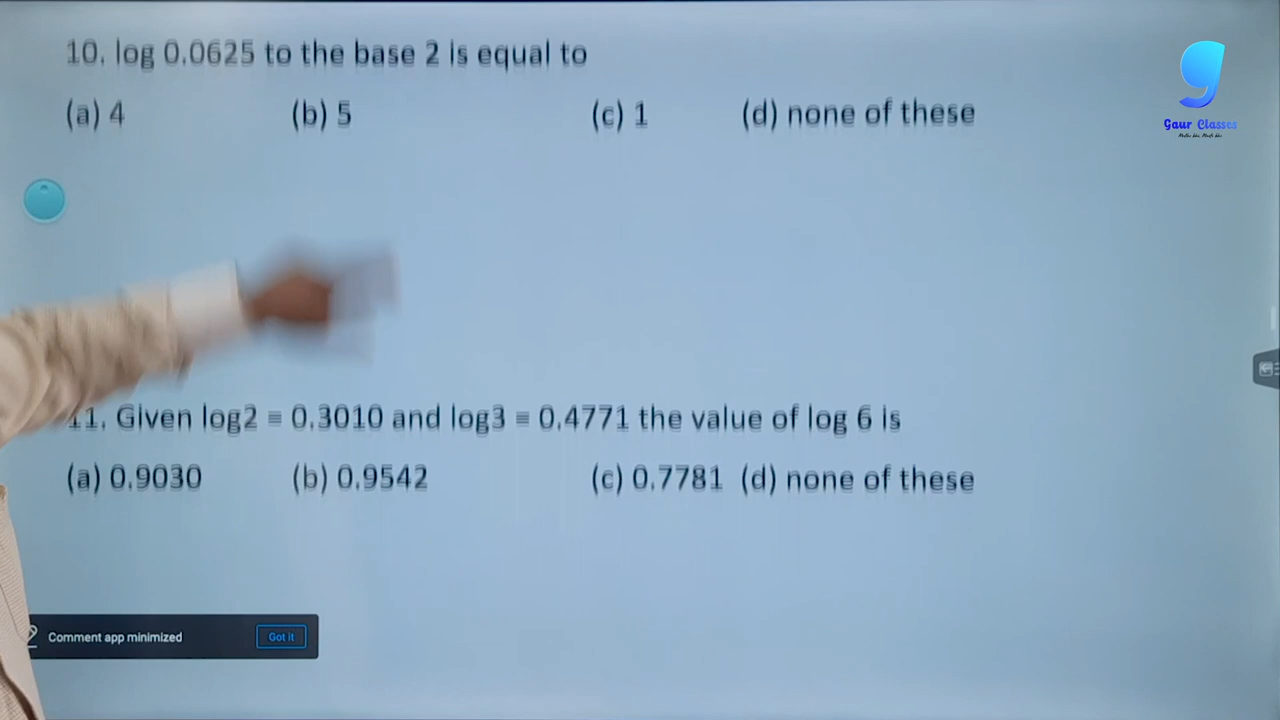 10. log 0.0625 to the base 2 is equal to
(a) 4 (b) 5 (c) 1 (d) none of these
Gaur Classes
11. Given log2 = 0.3010 and log3 = 0.4771 the value of log 6 is
(a) 0.9030 (b) 0.9542 (c) 0.7781 (d) none of these
Comment app minimized Got it